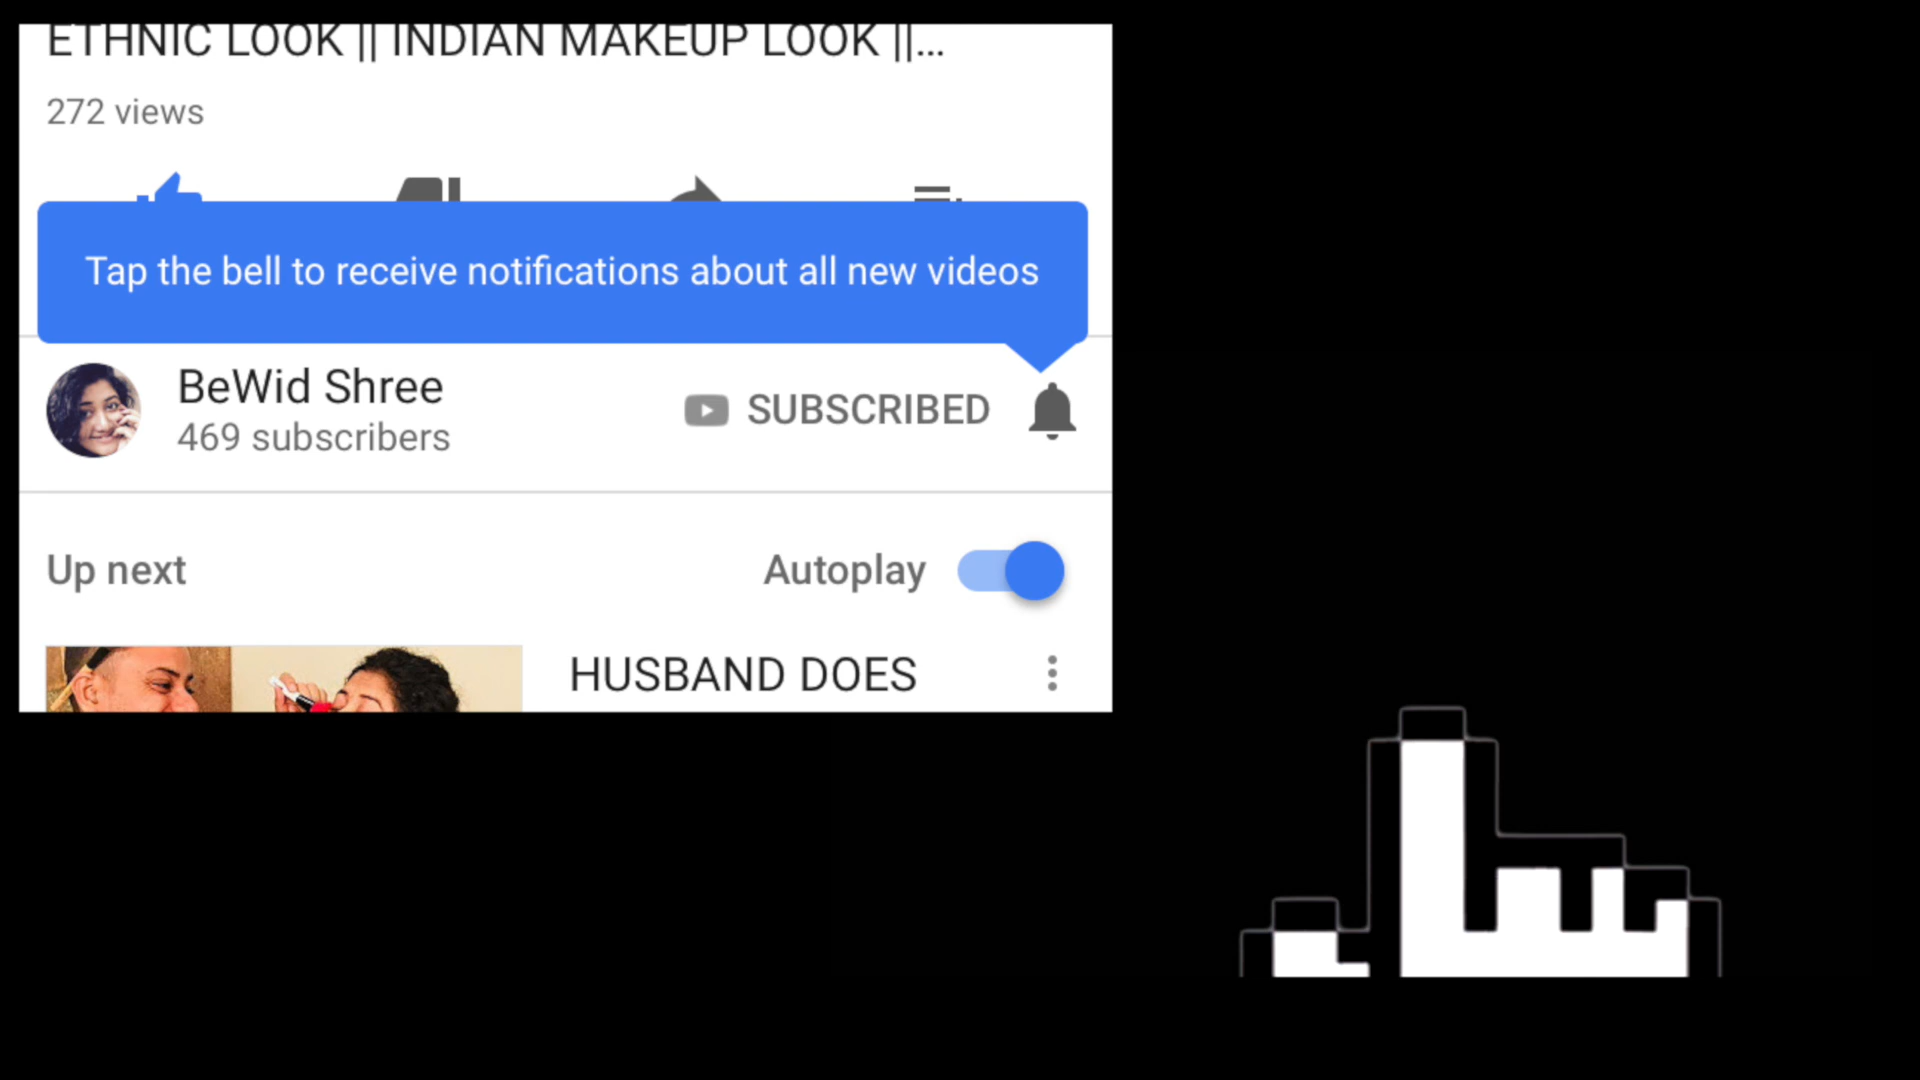 ETHNIC LOOK || INDIAN MAKEUP LOOK ||...
272 views
Tap the bell to receive notifications about all new videos
BeWid Shree
SUBSCRIBED
469 subscribers
Up next
Autoplay
HUSBAND DOES